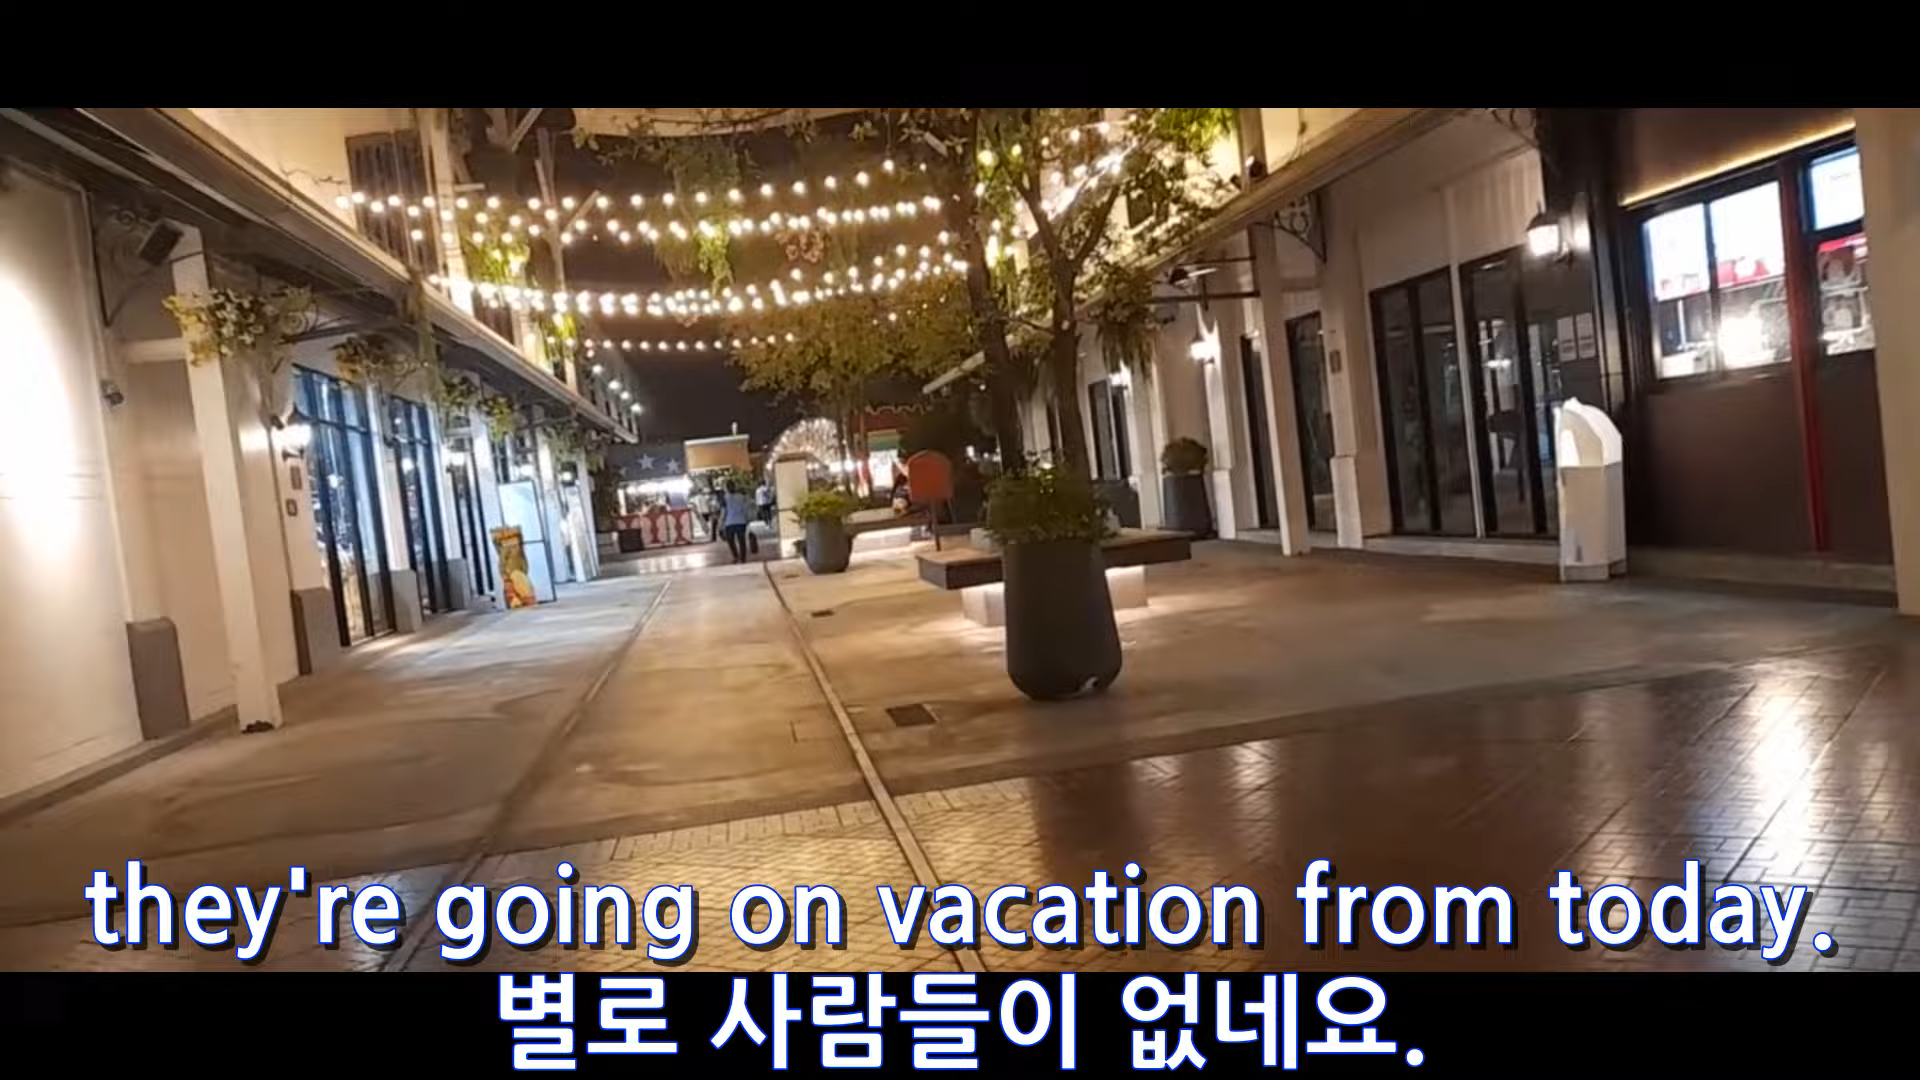 they're going on vacation from today.
별로 사람들이 없네요.